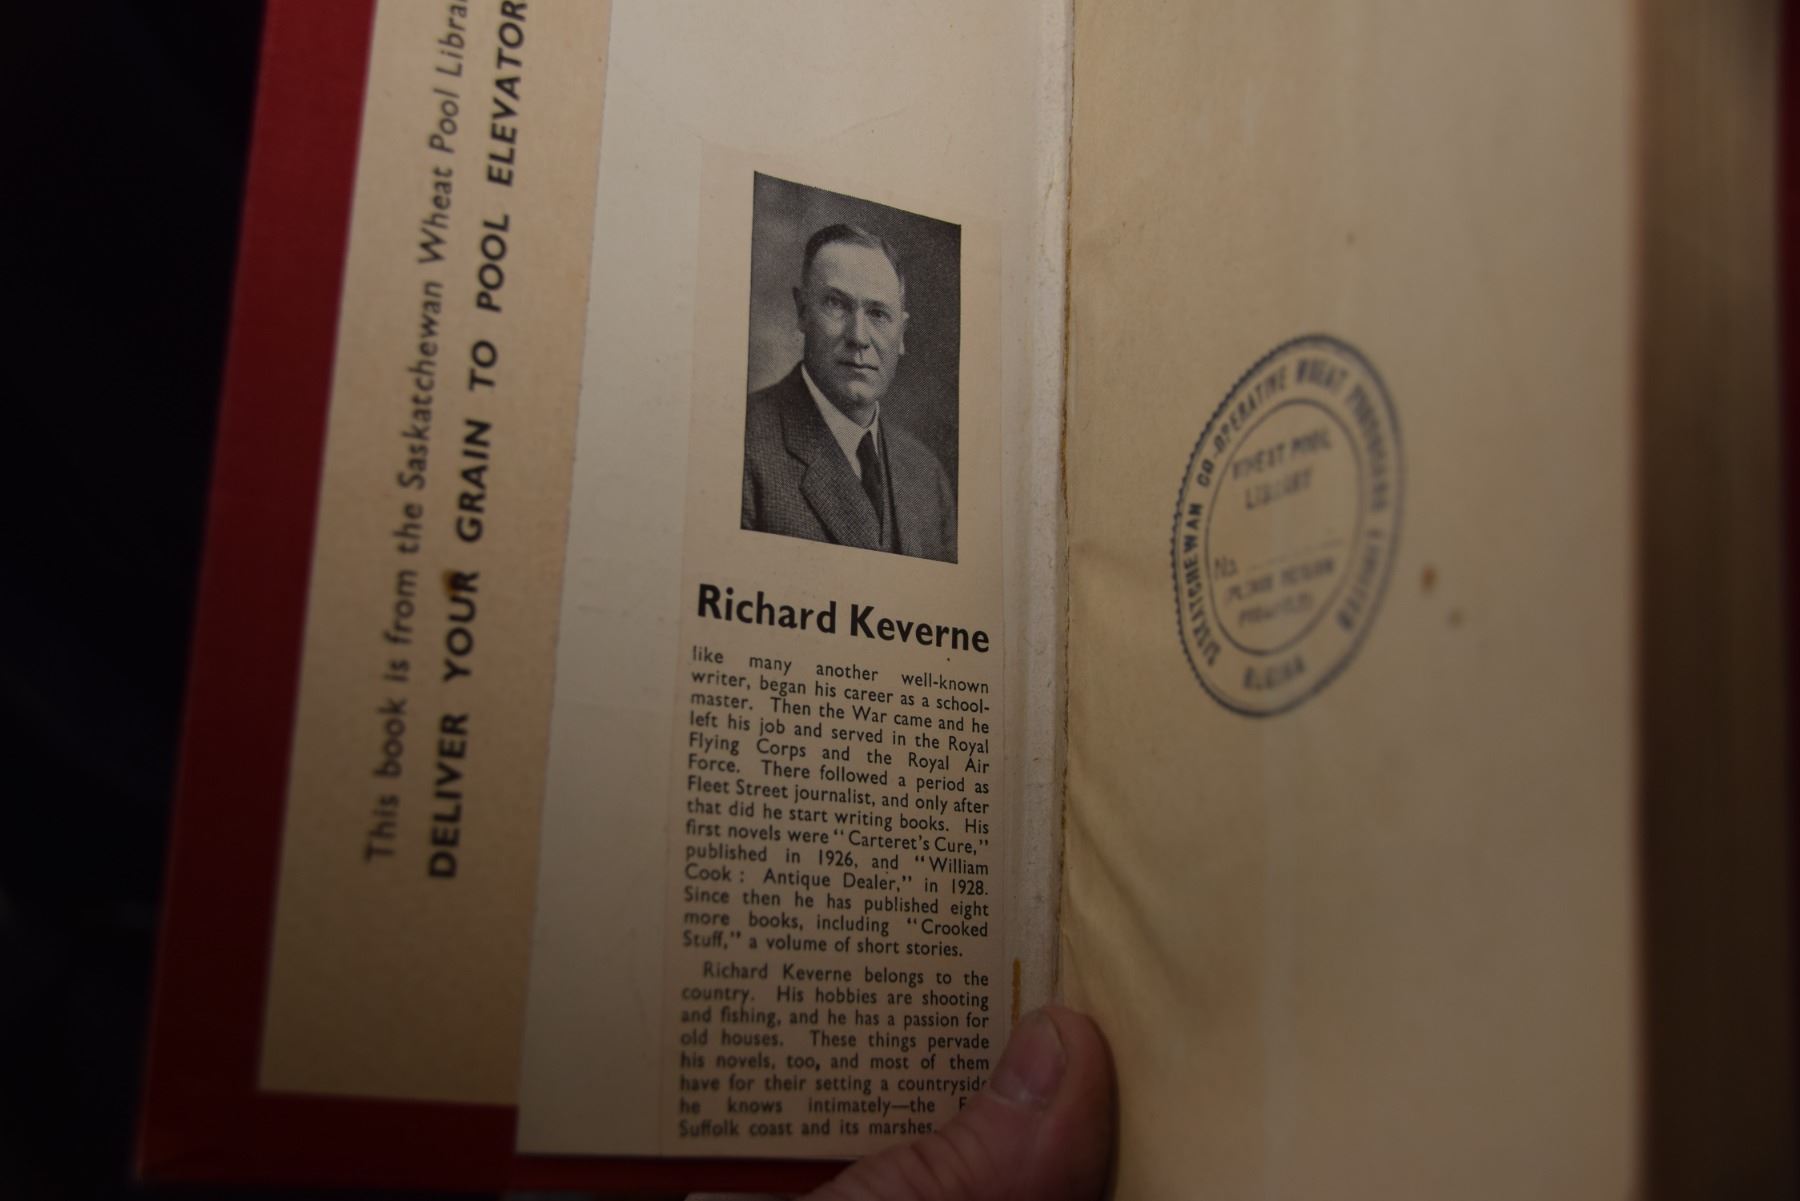 This book is from the Saskatchewan Wheat Pool
DELIVER YOUR GRAIN TO POOL ELEVATOR
Richard Keverne
like many another well-known
writer, began his career as a school-
master. Then the War came and he
left his job and served in the Royal
Flying Corps and the Royal Air
Force. There followed a period as
Fleet Street journalist, and only after
that did he start writing books. His
first novels were "Carteret's Cure,"
published in 1926, and "William
Cook : Antique Dealer," in 1928.
Since then he has published eight
more books, including "Crooked
Stuff," a volume of short stories.
Richard Keverne belongs to the
country. His hobbies are shooting
and fishing, and he has a passion for
old houses. These things pervade
his novels, too, and most of them
have for their setting a countryside
he knows intimately—the
Suffolk coast and its marshes.
SASKATCHEWAN CO-OPERATIVE WHEAT PRODUCERS LIMITED
REGINA
WHEAT POOL
LIBRARY
No.